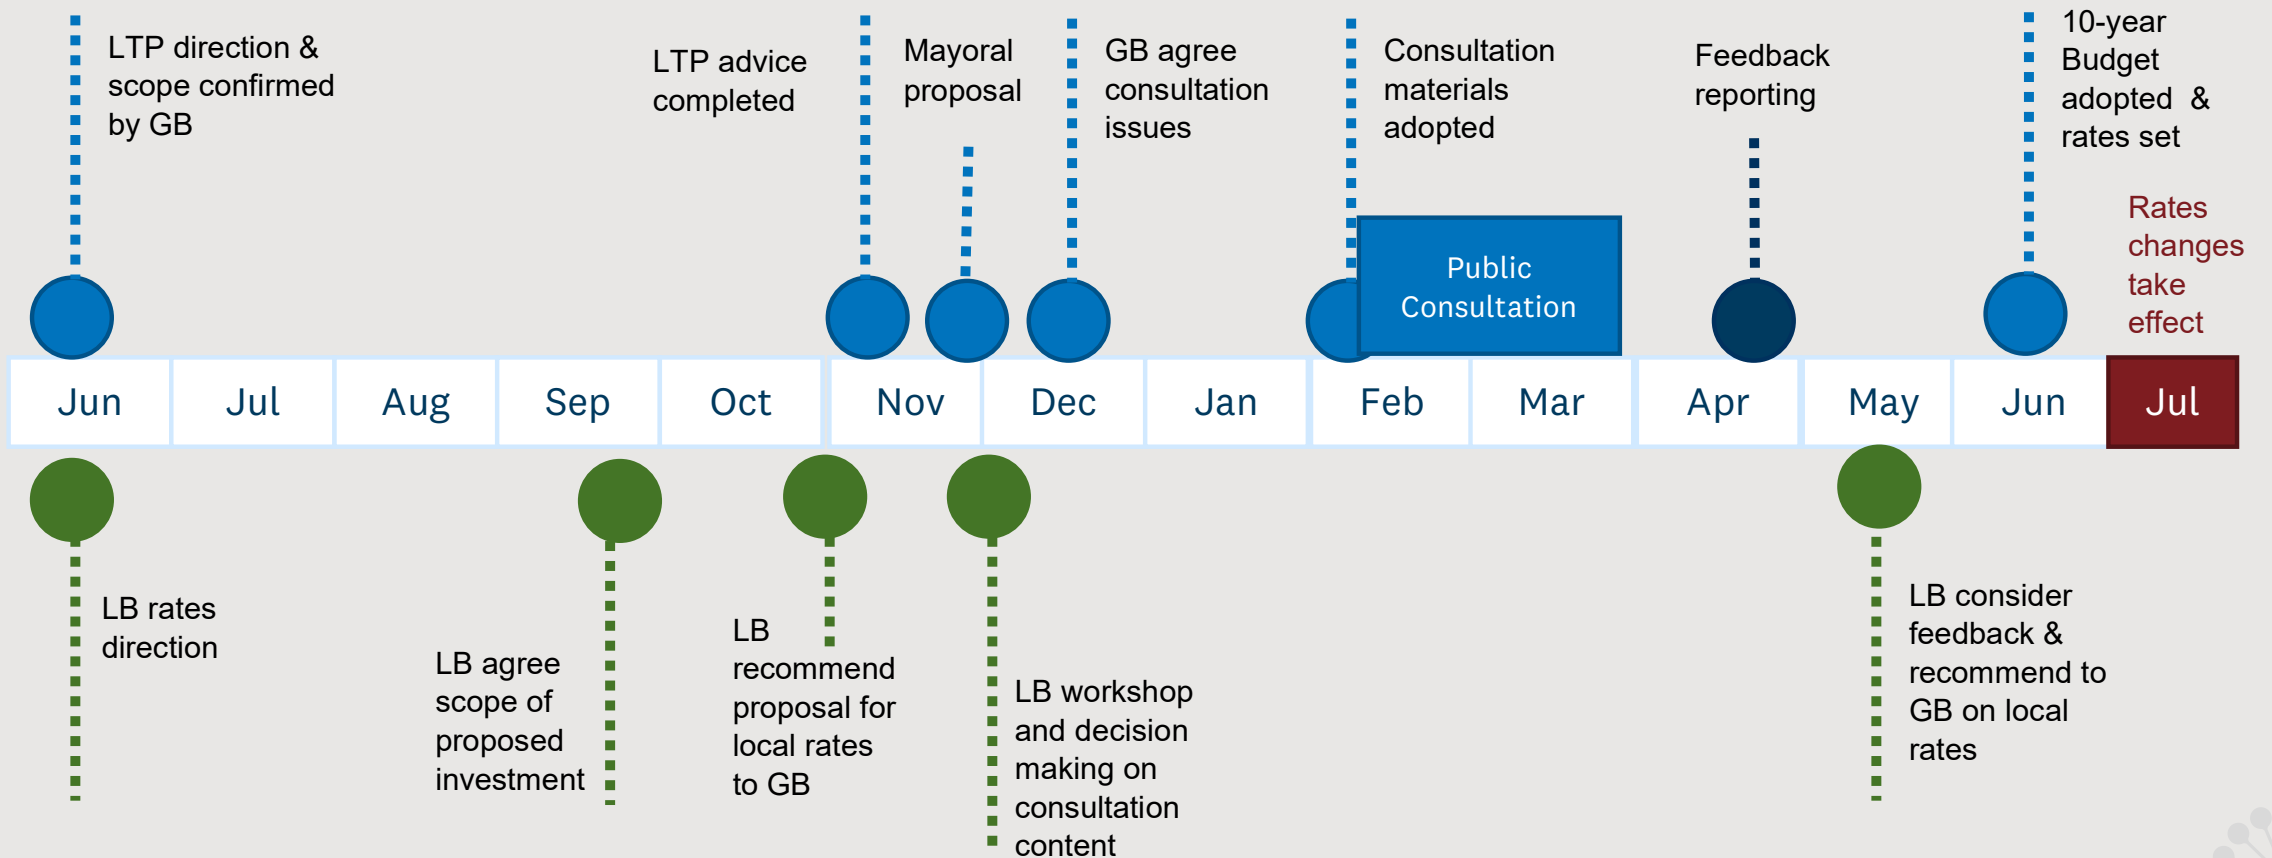 LTP direction &
scope confirmed
by GB
LTP advice
completed
Mayoral
proposal
GB agree
consultation
issues
Consultation
materials
adopted
Feedback
reporting
10-year
Budget
adopted &
rates set
Rates
changes
take
effect
Public
Consultation
Jun
Jul
Aug
Sep
Oct
Nov
Dec
Jan
Feb
Mar
Apr
May
Jun
Jul
LB rates
direction
LB agree
scope of
proposed
investment
LB
recommend
proposal for
local rates
to GB
LB workshop
and decision
making on
consultation
content
LB consider
feedback &
recommend to
GB on local
rates